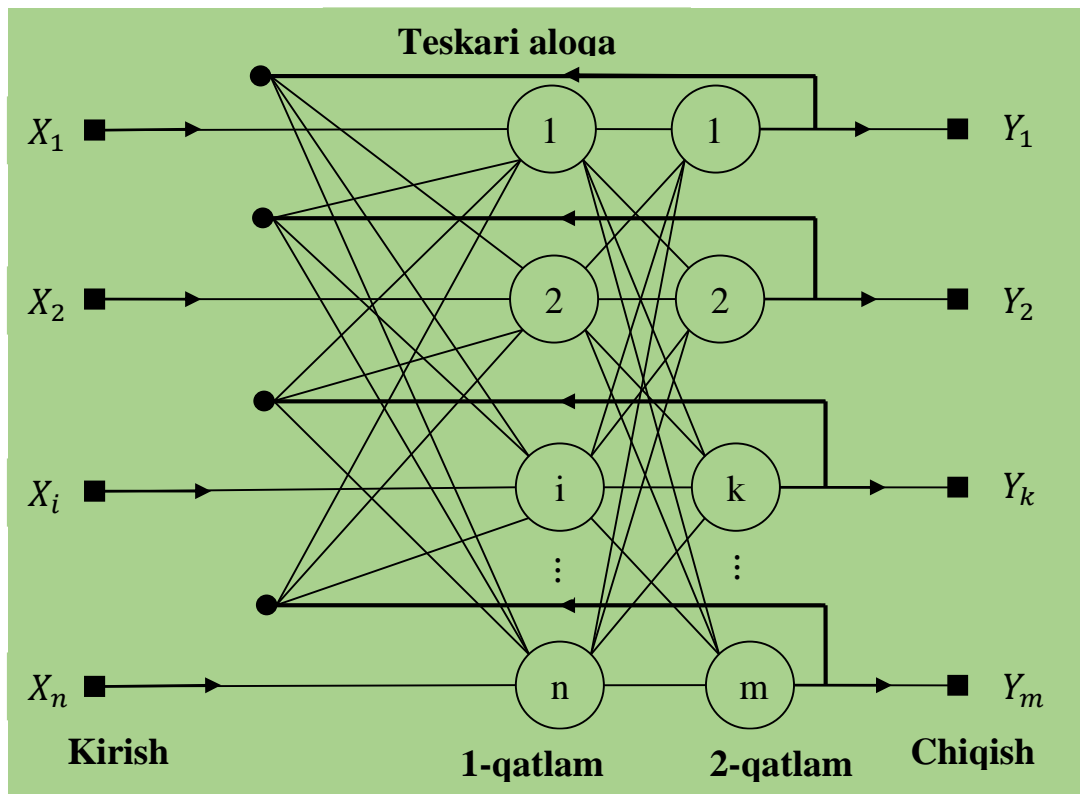 Teskari aloqa
X₁ 1 1 Y₁
X₂ 2 2 Y₂
Xᵢ i k Yₖ
⋮ ⋮
Xₙ n m Yₘ
Kirish 1-qatlam 2-qatlam Chiqish